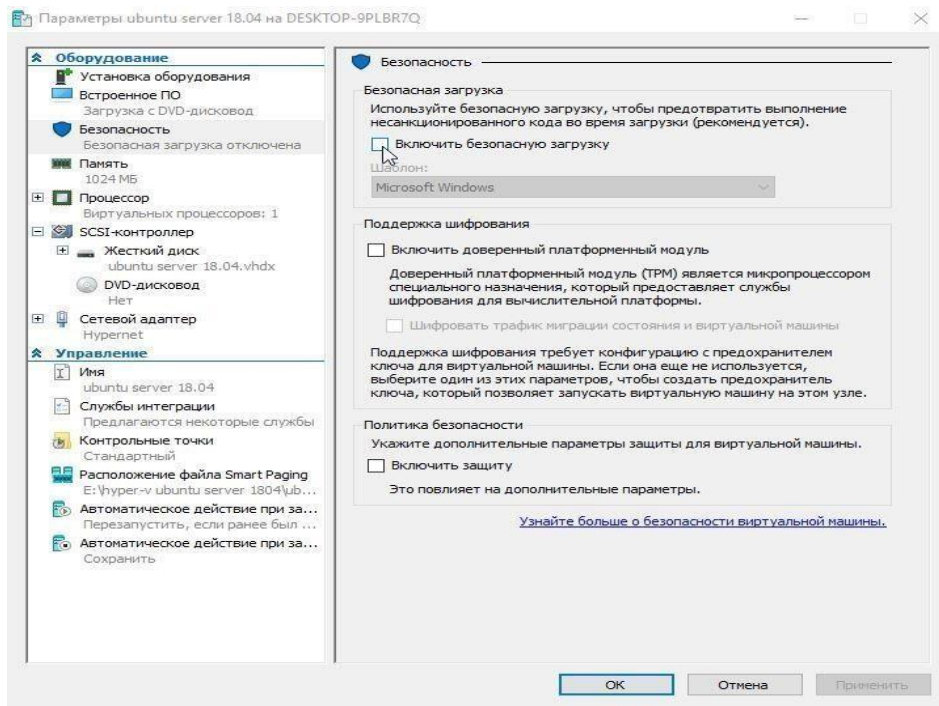 Параметры ubuntu server 18.04 на DESKTOP-9PLBR7Q
Оборудование
Установка оборудования
Встроенное ПО
Загрузка с DVD-дисковод
Безопасность
Безопасная загрузка отключена
Память
1024 МБ
Процессор
Виртуальных процессоров: 1
SCSI-контроллер
Жесткий диск
ubuntu server 18.04.vhdx
DVD-дисковод
Нет
Сетевой адаптер
Hypernet
Управление
Имя
ubuntu server 18.04
Службы интеграции
Предлагаются некоторые службы
Контрольные точки
Стандартный
Расположение файла Smart Paging
E:\hyper-v ubuntu server 1804\ub...
Автоматическое действие при за...
Перезапустить, если ранее был ...
Автоматическое действие при за...
Сохранить
Безопасность
Безопасная загрузка
Используйте безопасную загрузку, чтобы предотвратить выполнение
несанкционированного кода во время загрузки (рекомендуется).
Включить безопасную загрузку
Шаблон:
Microsoft Windows
Поддержка шифрования
Включить доверенный платформенный модуль
Доверенный платформенный модуль (TPM) является микропроцессором
специального назначения, который предоставляет службы
шифрования для вычислительной платформы.
Шифровать трафик миграции состояния и виртуальной машины
Поддержка шифрования требует конфигурацию с предохранителем
ключа для виртуальной машины. Если она еще не используется,
выберите один из этих параметров, чтобы создать предохранитель
ключа, который позволяет запускать виртуальную машину на этом узле.
Политика безопасности
Укажите дополнительные параметры защиты для виртуальной машины.
Включить защиту
Это повлияет на дополнительные параметры.
Узнайте больше о безопасности виртуальной машины.
ОК
Отмена
Применить